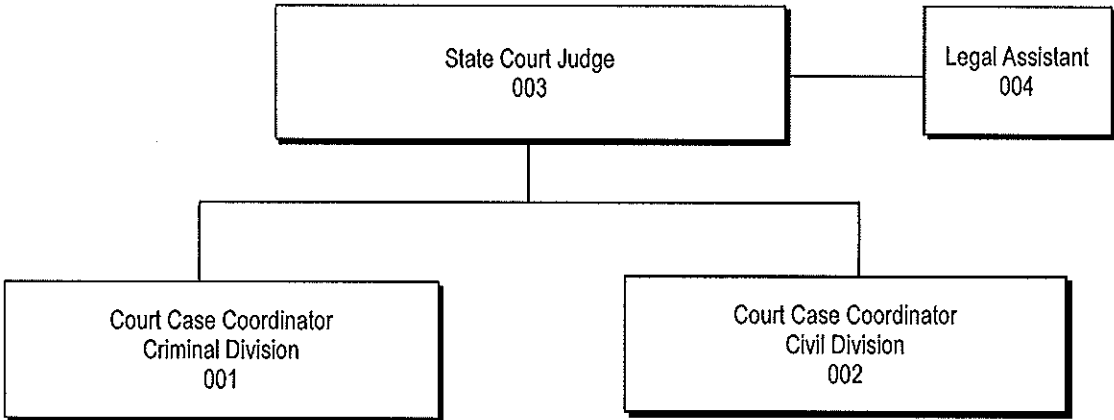 State Court Judge
003
Legal Assistant
004
Court Case Coordinator
Criminal Division
001
Court Case Coordinator
Civil Division
002